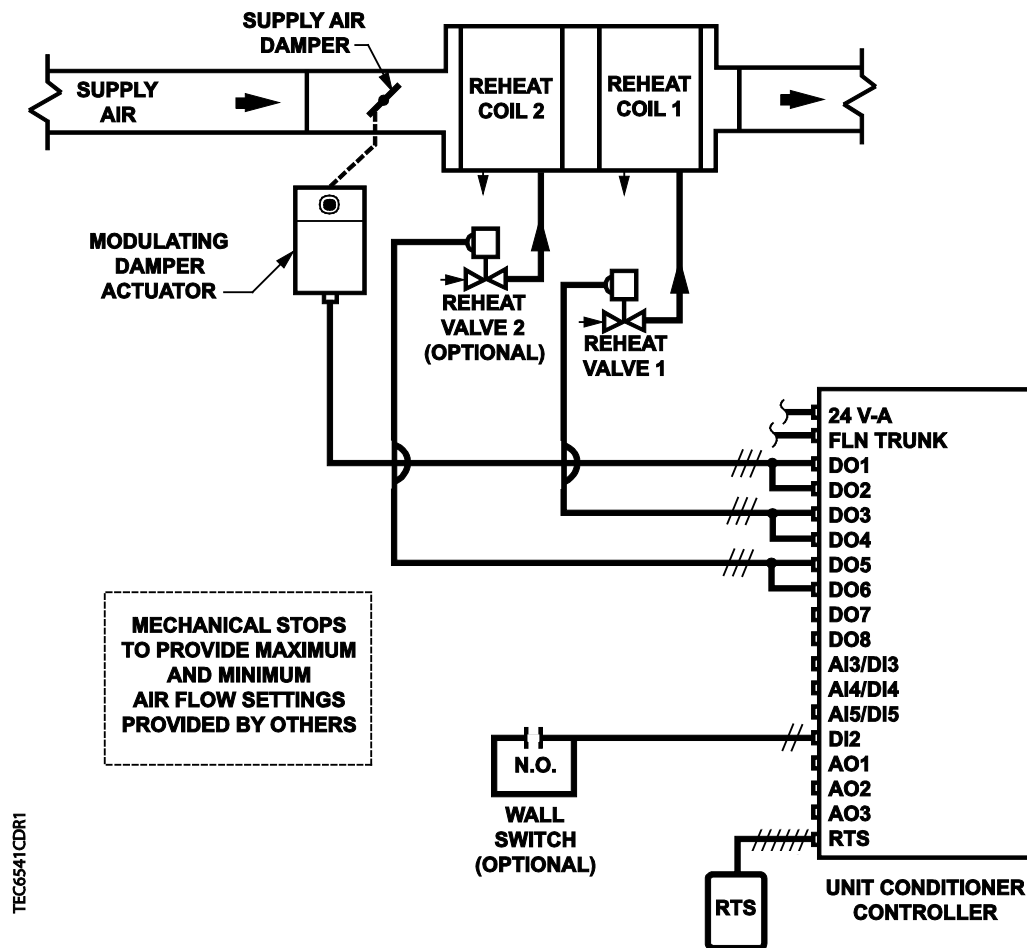 SUPPLY AIR
DAMPER
SUPPLY
AIR
REHEAT
COIL 2
REHEAT
COIL 1
MODULATING
DAMPER
ACTUATOR
REHEAT
VALVE 2
(OPTIONAL)
REHEAT
VALVE 1
24 V-A
FLN TRUNK
DO1
DO2
DO3
DO4
DO5
DO6
DO7
DO8
AI3/DI3
AI4/DI4
AI5/DI5
DI2
AO1
AO2
AO3
RTS
MECHANICAL STOPS
TO PROVIDE MAXIMUM
AND MINIMUM
AIR FLOW SETTINGS
PROVIDED BY OTHERS
N.O.
WALL
SWITCH
(OPTIONAL)
RTS
UNIT CONDITIONER
CONTROLLER
TEC6541CDR1